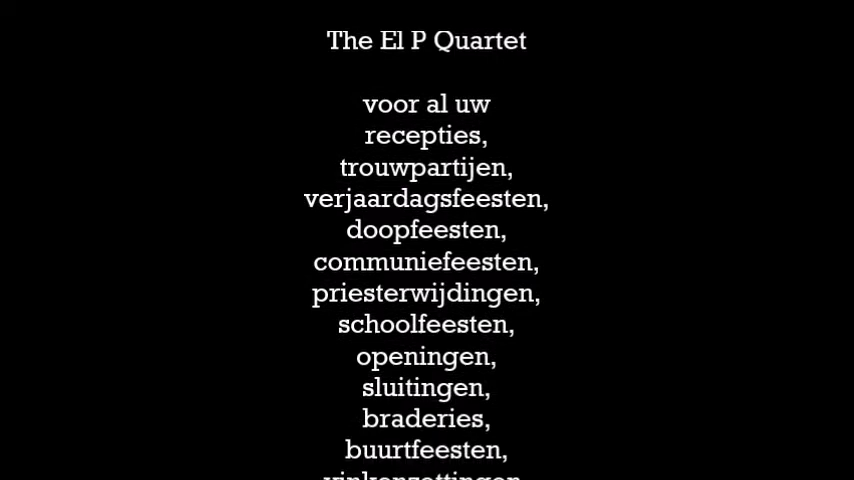 The El P Quartet
voor al uw
recepties,
trouwpartijen,
verjaardagsfeesten,
doopfeesten,
communiefeesten,
priesterwijdingen,
schoolfeesten,
openingen,
sluitingen,
braderies,
buurtfeesten,